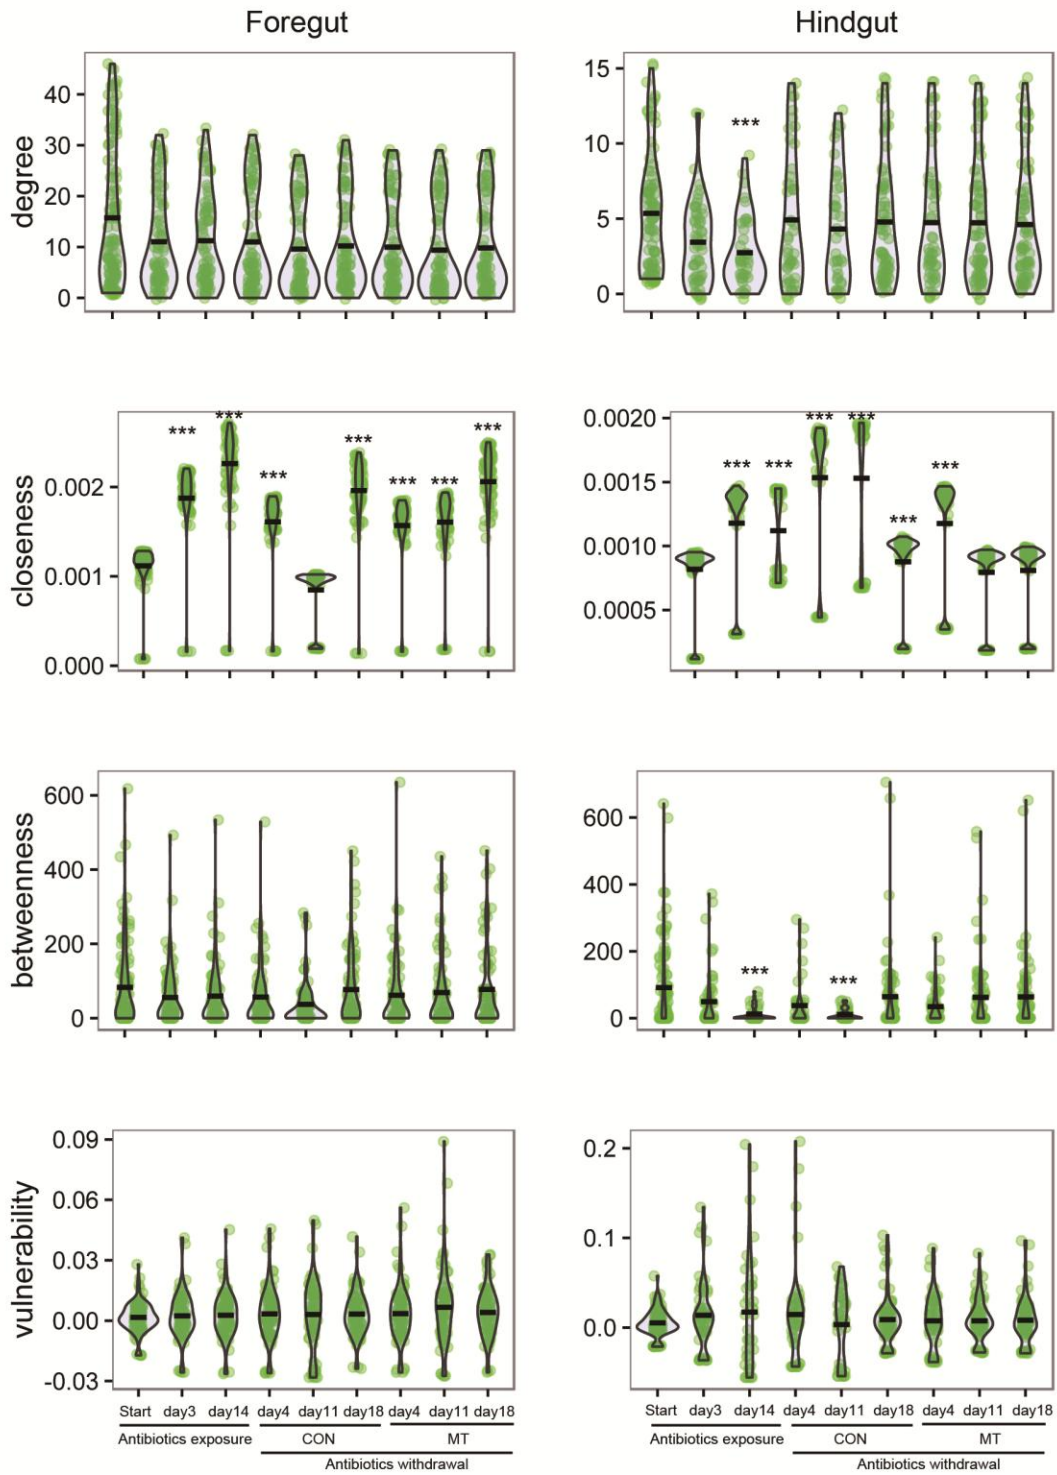 Foregut Hindgut
degree
40
30
20
10
0
15
10
5
0
***
closeness
0.002
0.001
0.000
*** *** *** *** *** *** ***
0.0020
0.0015
0.0010
0.0005
*** *** *** *** *** ***
betweenness
600
400
200
0
600
400
200
0
*** ***
vulnerability
0.09
0.06
0.03
0.00
-0.03
0.2
0.1
0.0
Start day3 day14 day4 day11 day18 day4 day11 day18
Antibiotics exposure CON MT
Antibiotics withdrawal
Start day3 day14 day4 day11 day18 day4 day11 day18
Antibiotics exposure CON MT
Antibiotics withdrawal